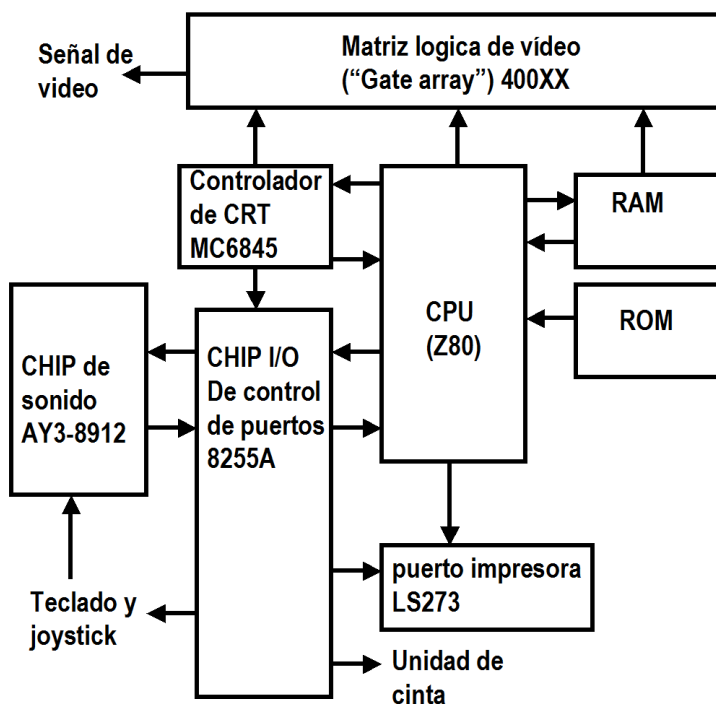 Señal de
video
Matriz logica de vídeo
(“Gate array”) 400XX
Controlador
de CRT
MC6845
RAM
CPU
(Z80)
ROM
CHIP de
sonido
AY3-8912
CHIP I/O
De control
de puertos
8255A
puerto impresora
LS273
Teclado y
joystick
Unidad de
cinta